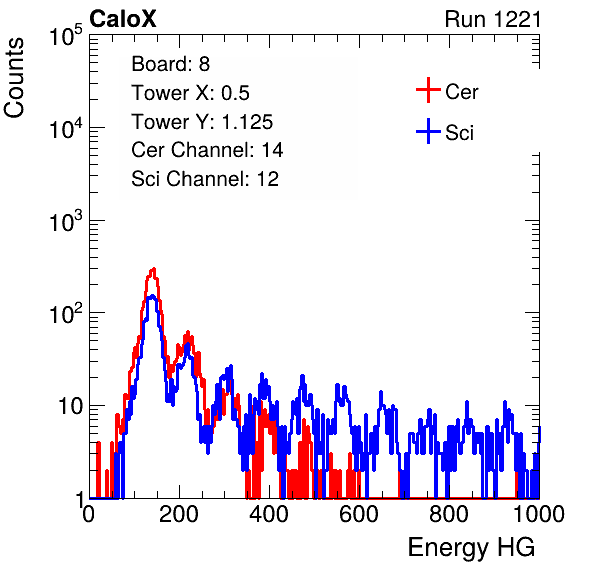 CaloX Run 1221
Counts
10^5
10^4
10^3
10^2
10
1
Board: 8
Tower X: 0.5
Tower Y: 1.125
Cer Channel: 14
Sci Channel: 12
Cer
Sci
0 200 400 600 800 1000
Energy HG